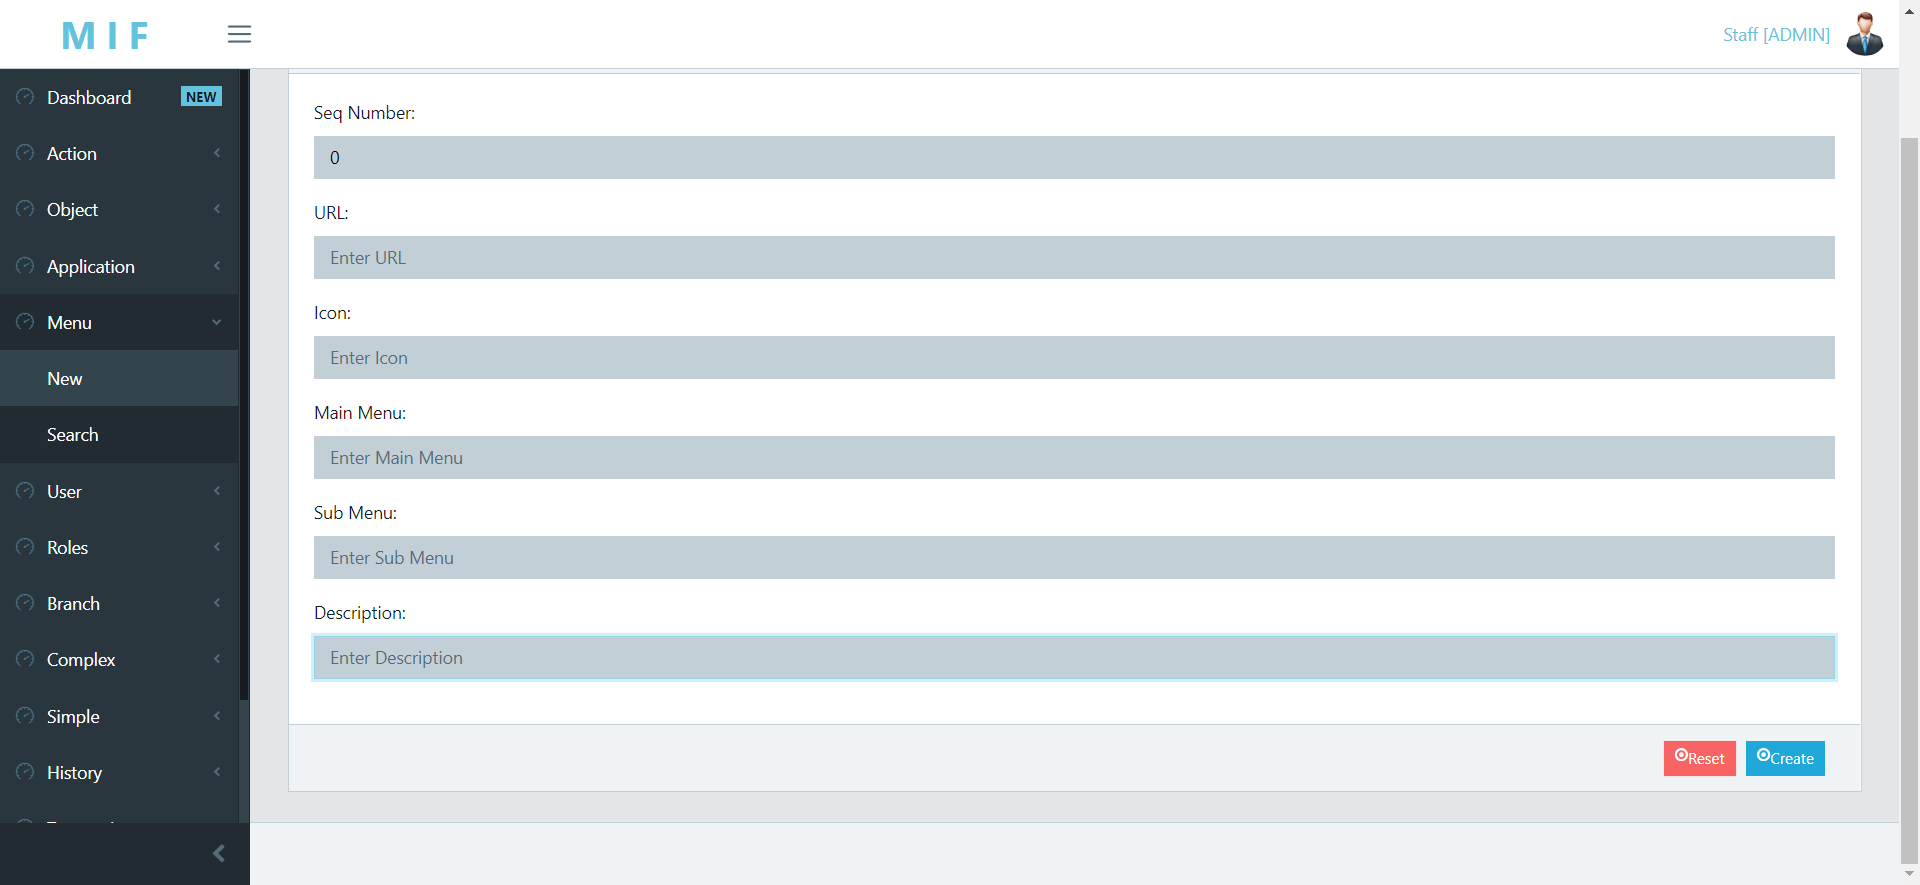 M I F
Staff [ADMIN]
Dashboard NEW
Action
Object
Application
Menu
New
Search
User
Roles
Branch
Complex
Simple
History
Seq Number:
0
URL:
Enter URL
Icon:
Enter Icon
Main Menu:
Enter Main Menu
Sub Menu:
Enter Sub Menu
Description:
Enter Description
Reset
Create